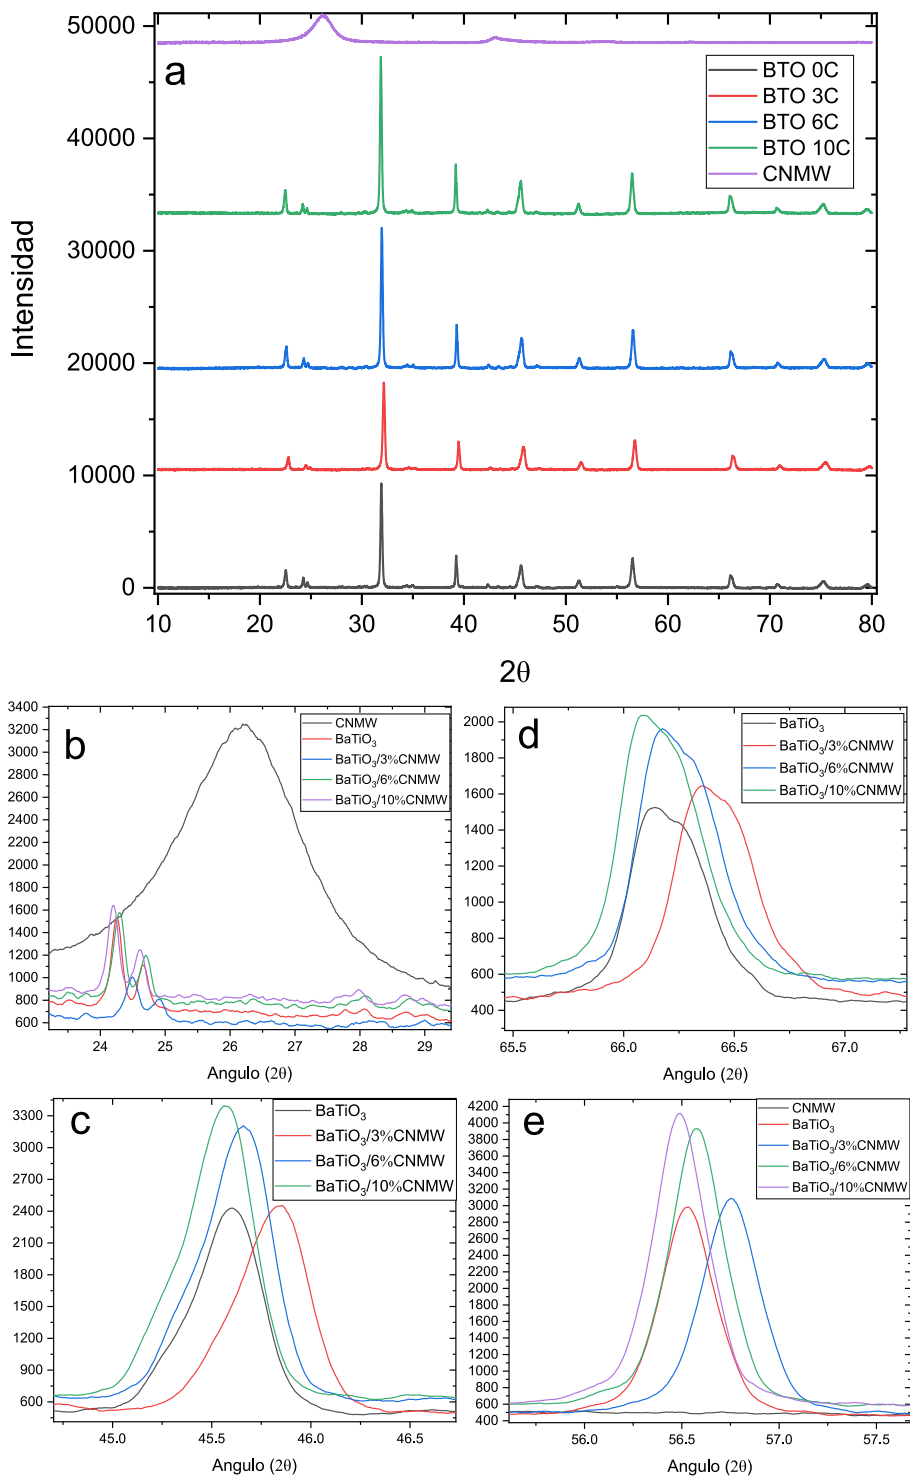 50000
40000
30000
20000
10000
0
Intensidad
a
BTO 0C
BTO 3C
BTO 6C
BTO 10C
CNMW
10 20 30 40 50 60 70 80
2θ
3400
3200
3000
2800
2600
2400
2200
2000
1800
1600
1400
1200
1000
800
600
b
CNMW
BaTiO₃
BaTiO₃/3%CNMW
BaTiO₃/6%CNMW
BaTiO₃/10%CNMW
24 25 26 27 28 29
Angulo (2θ)
2000
1800
1600
1400
1200
1000
800
600
400
d
BaTiO₃
BaTiO₃/3%CNMW
BaTiO₃/6%CNMW
BaTiO₃/10%CNMW
65.5 66.0 66.5 67.0
Angulo (2θ)
3300
3000
2700
2400
2100
1800
1500
1200
900
600
c
BaTiO₃
BaTiO₃/3%CNMW
BaTiO₃/6%CNMW
BaTiO₃/10%CNMW
45.0 45.5 46.0 46.5
Angulo (2θ)
4200
4000
3800
3600
3400
3200
3000
2800
2600
2400
2200
2000
1800
1600
1400
1200
1000
800
600
400
e
CNMW
BaTiO₃
BaTiO₃/3%CNMW
BaTiO₃/6%CNMW
BaTiO₃/10%CNMW
56.0 56.5 57.0 57.5
Angulo (2θ)